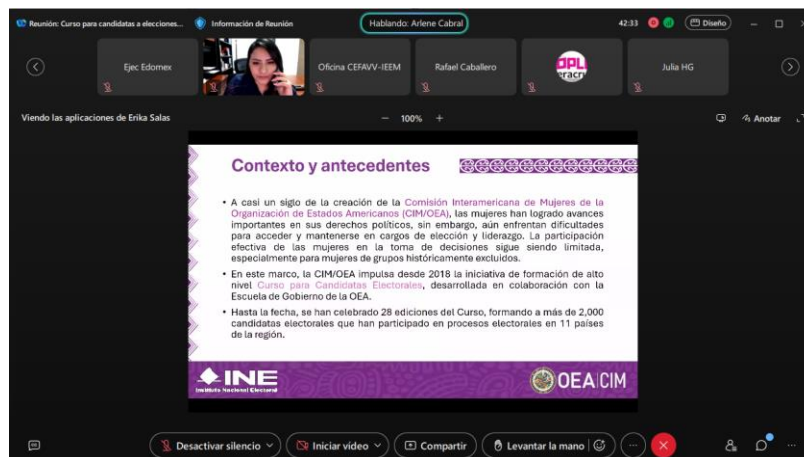 Reunión: Curso para candidatas a elecciones...
Información de Reunión
Hablando: Arlene Cabral
42:33
Diseño
Ejec Edomex
Oficina CEFAVV-IEEM
Rafael Caballero
OPL
eracru
Julia HG
Viendo las aplicaciones de Erika Salas
100%
Anotar
Contexto y antecedentes
• A casi un siglo de la creación de la Comisión Interamericana de Mujeres de la
Organización de Estados Americanos (CIM/OEA), las mujeres han logrado avances
importantes en sus derechos políticos, sin embargo, aún enfrentan dificultades
para acceder y mantenerse en cargos de elección y liderazgo. La participación
efectiva de las mujeres en la toma de decisiones sigue siendo limitada,
especialmente para mujeres de grupos históricamente excluidos.
• En este marco, la CIM/OEA impulsa desde 2018 la iniciativa de formación de alto
nivel Curso para Candidatas Electorales, desarrollada en colaboración con la
Escuela de Gobierno de la OEA.
• Hasta la fecha, se han celebrado 28 ediciones del Curso, formando a más de 2,000
candidatas electorales que han participado en procesos electorales en 11 países
de la región.
INE
Instituto Nacional Electoral
OEA|CIM
Desactivar silencio
Iniciar vídeo
Compartir
Levantar la mano